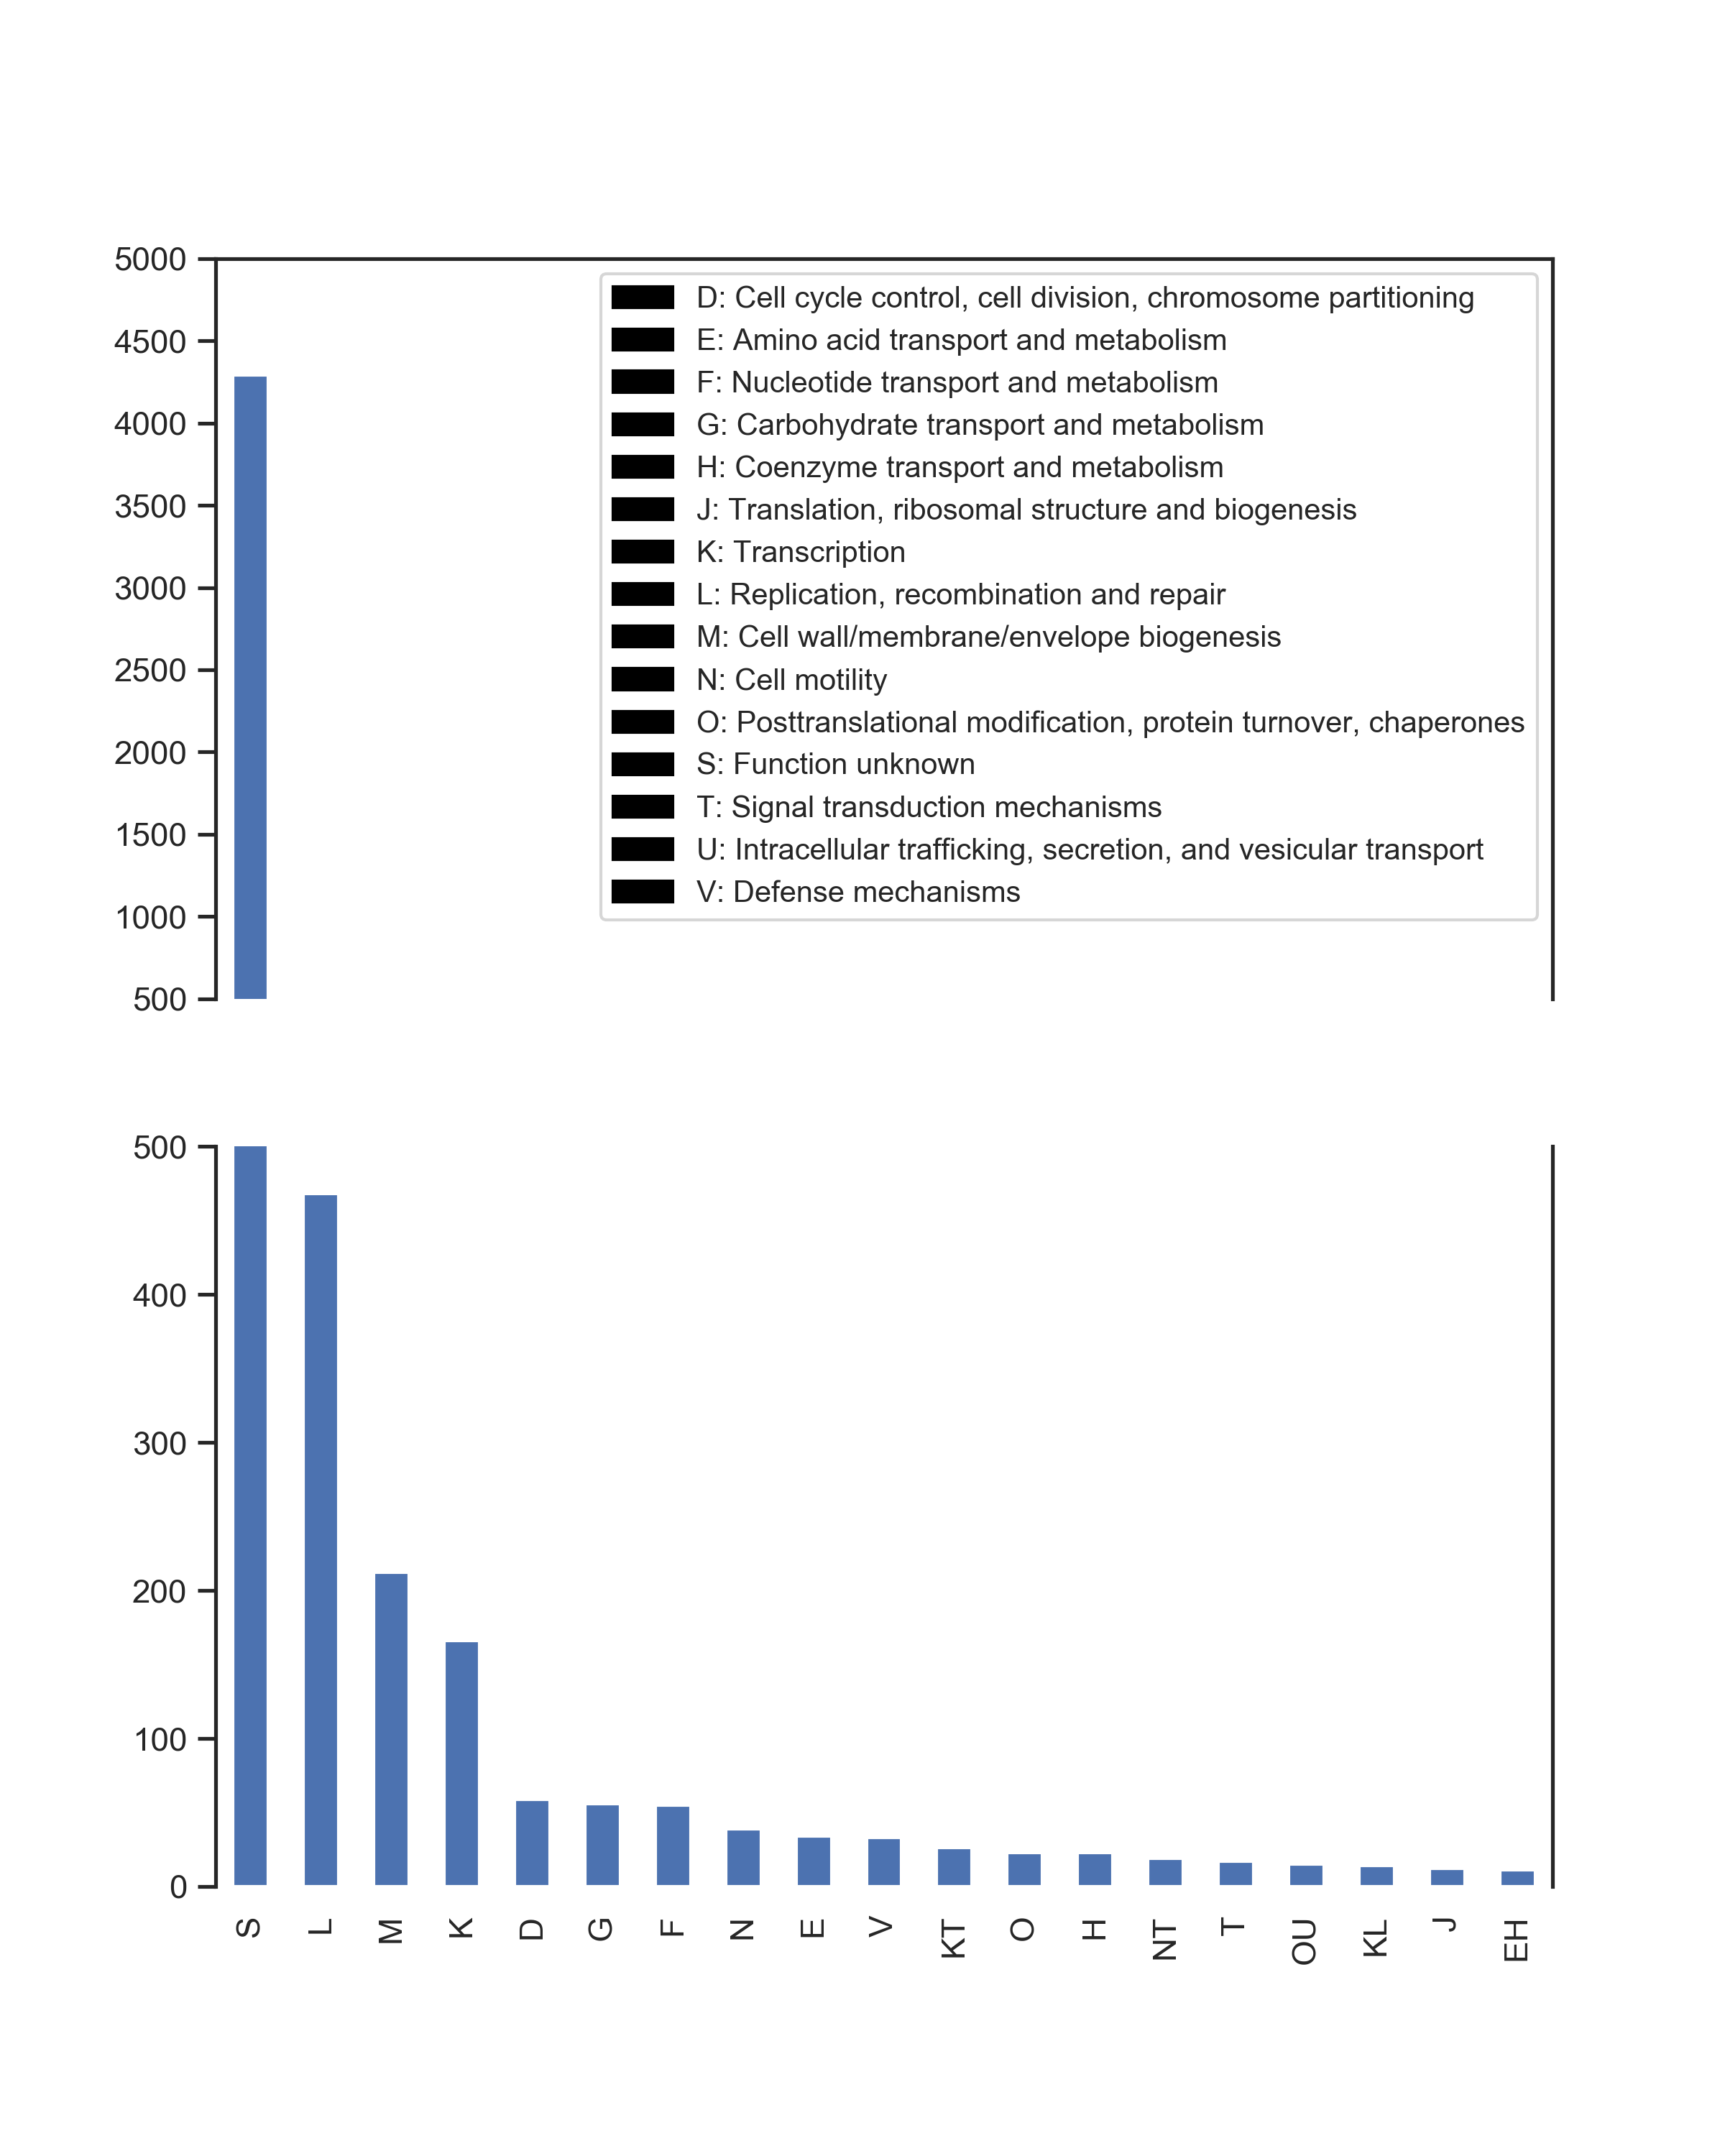 5000
4500
4000
3500
3000
2500
2000
1500
1000
500
D: Cell cycle control, cell division, chromosome partitioning
E: Amino acid transport and metabolism
F: Nucleotide transport and metabolism
G: Carbohydrate transport and metabolism
H: Coenzyme transport and metabolism
J: Translation, ribosomal structure and biogenesis
K: Transcription
L: Replication, recombination and repair
M: Cell wall/membrane/envelope biogenesis
N: Cell motility
O: Posttranslational modification, protein turnover, chaperones
S: Function unknown
T: Signal transduction mechanisms
U: Intracellular trafficking, secretion, and vesicular transport
V: Defense mechanisms
500
400
300
200
100
0
S
L
M
K
D
G
F
N
E
V
KT
O
H
NT
T
OU
KL
J
EH